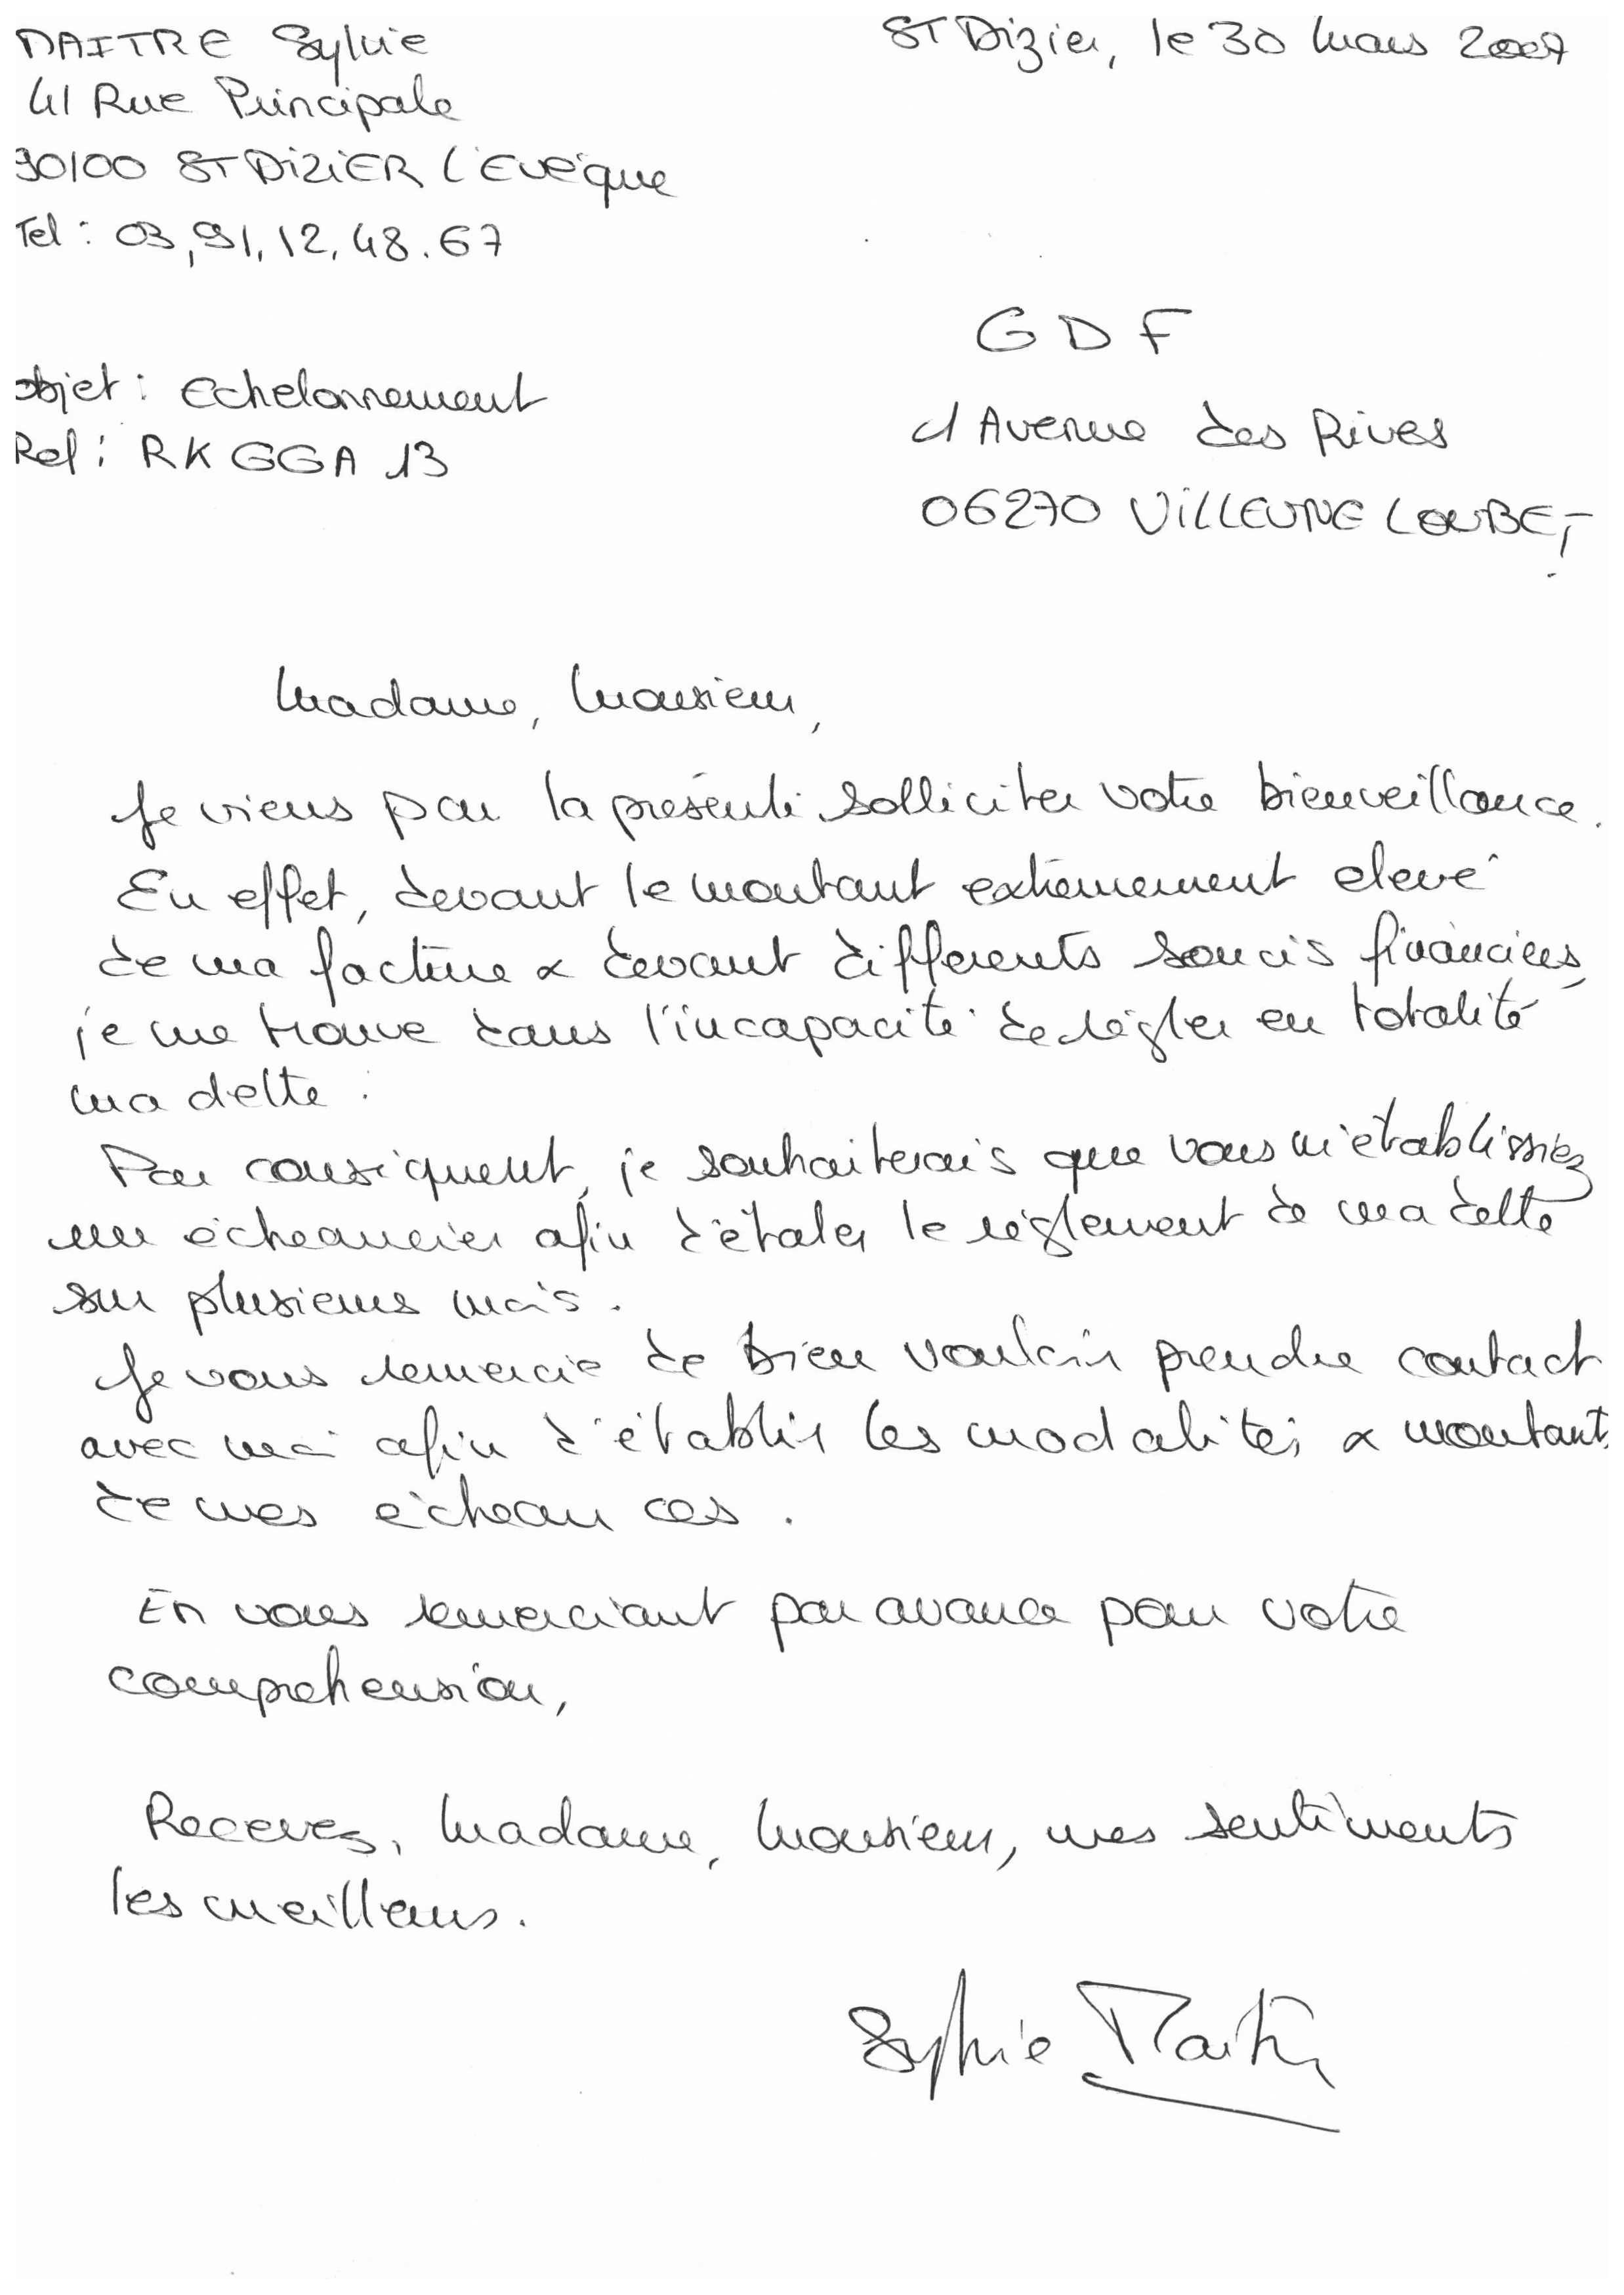 MAITRE Sylvie
41 Rue Principale
90100 ST DIZIER L'Evêque
Tel : 03,91.12.48.67
ST Dizier, le 30 Mars 2007
Objet : Echelonnement
Ref : RKGGA 13
GDF
1 Avenue des Rives
06270 VILLEUNE LOUBET
Madame, Monsieur,
Je viens par la présente solliciter votre bienveillance.
En effet, devant le montant extrêmement élevé
de ma facture & devant différents soucis financiers,
je me trouve dans l'incapacité de régler en totalité
ma dette.
Par conséquent, je souhaiterais que vous m'établissiez
un échéancier afin d'étaler le règlement de ma dette
sur plusieurs mois.
Je vous remercie de bien vouloir prendre contact
avec moi afin d'établir les modalités & montants
de mes échéances.
En vous remerciant par avance pour votre
compréhension,
Recevez, Madame, Monsieur, mes sentiments
les meilleurs.
Sylvie Maitre